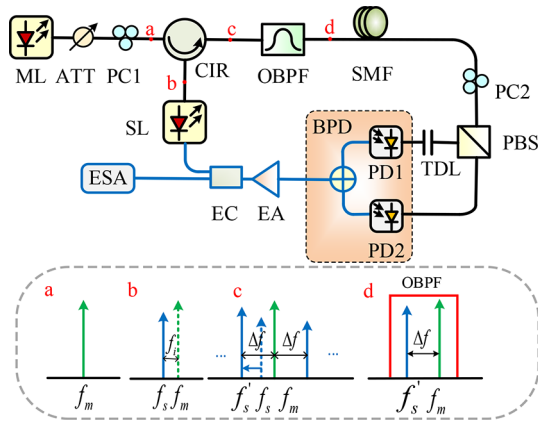 a
c
d
ML
ATT
PC1
CIR
OBPF
SMF
b
PC2
SL
BPD
PD1
TDL
PBS
ESA
EC
EA
PD2
a
b
c
d
OBPF
f_i
Δf
Δf
Δf
...
...
f_m
f_s f_m
f_s' f_s f_m
f_s' f_m